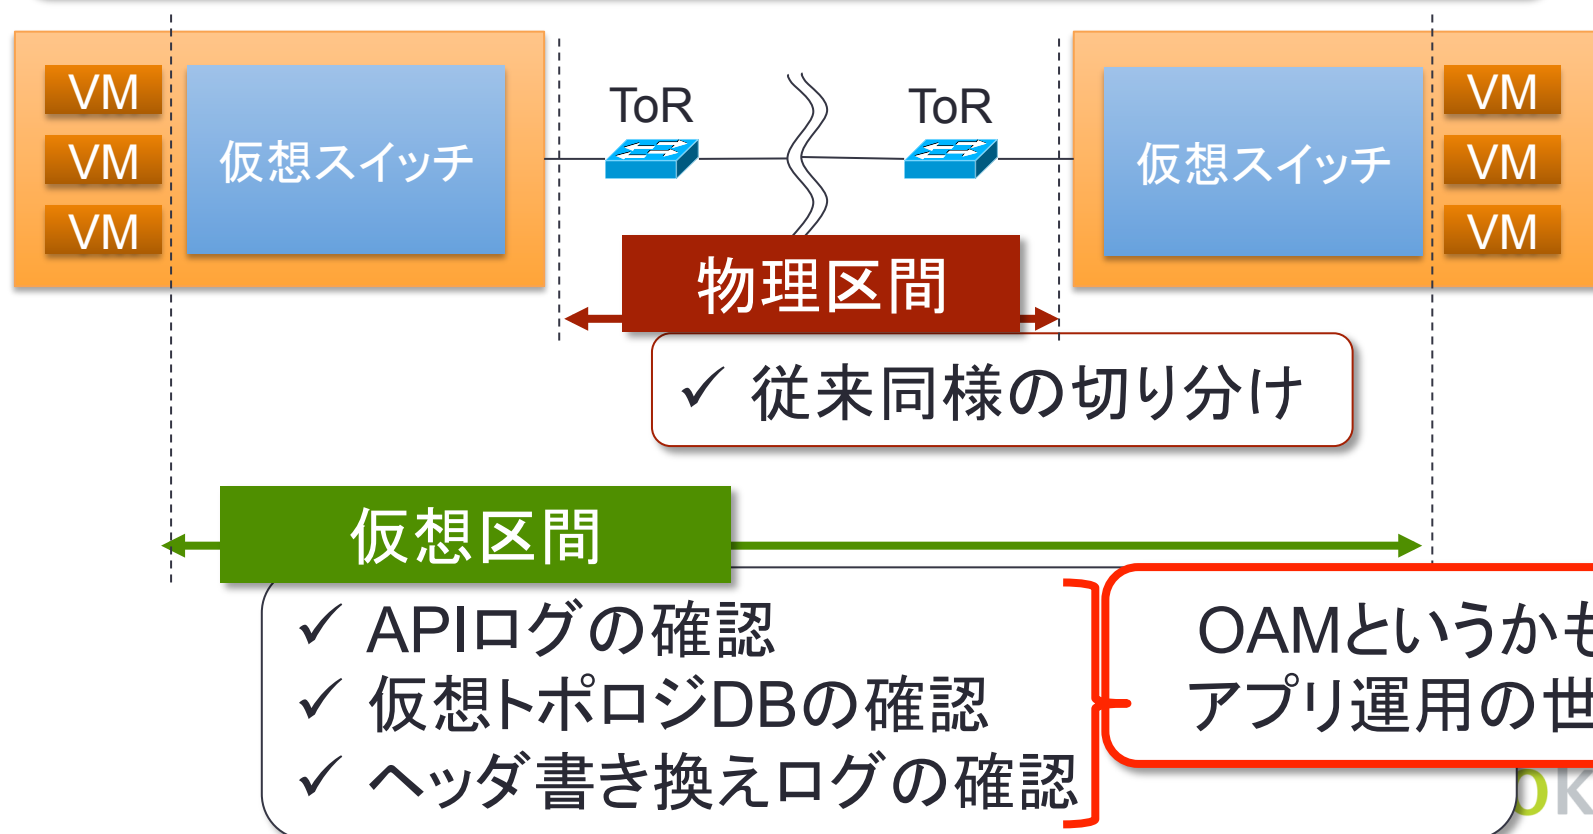 VM
VM
VM
仮想スイッチ
ToR
ToR
仮想スイッチ
VM
VM
VM
物理区間
✓ 従来同様の切り分け
仮想区間
✓ APIログの確認
✓ 仮想トポロジDBの確認
✓ ヘッダ書き換えログの確認
OAMというかも
アプリ運用の世
ok